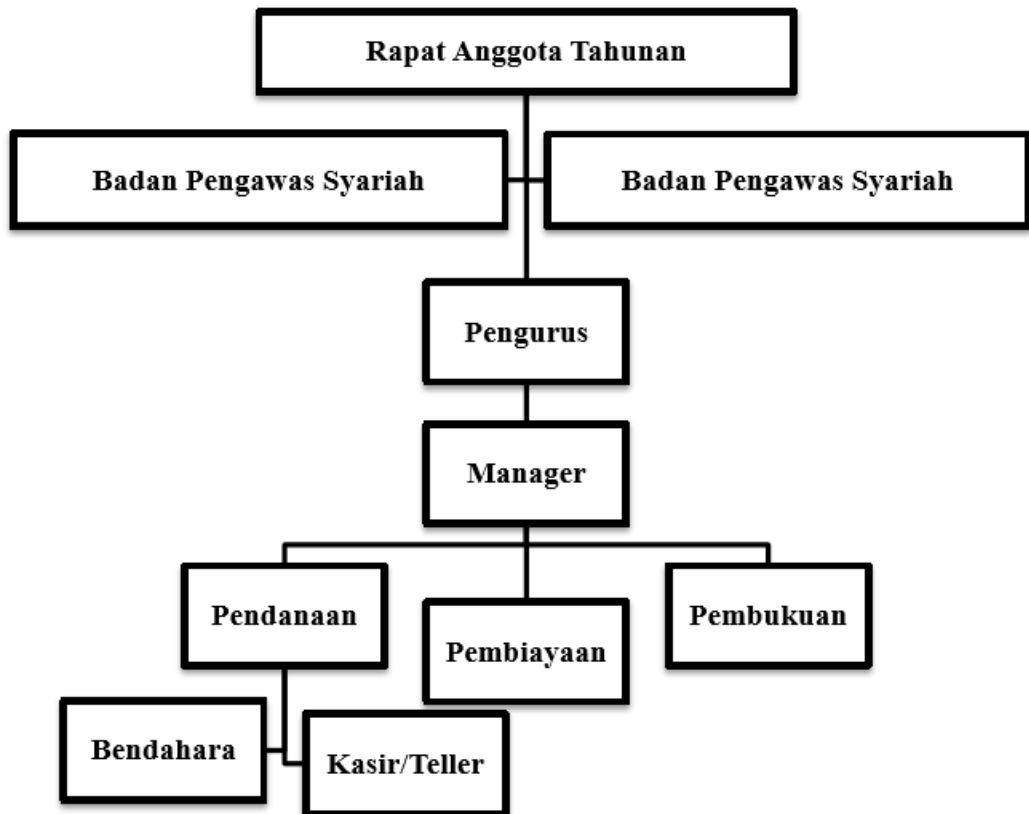 Rapat Anggota Tahunan
Badan Pengawas Syariah
Badan Pengawas Syariah
Pengurus
Manager
Pendanaan
Pembiayaan
Pembukuan
Bendahara
Kasir/Teller